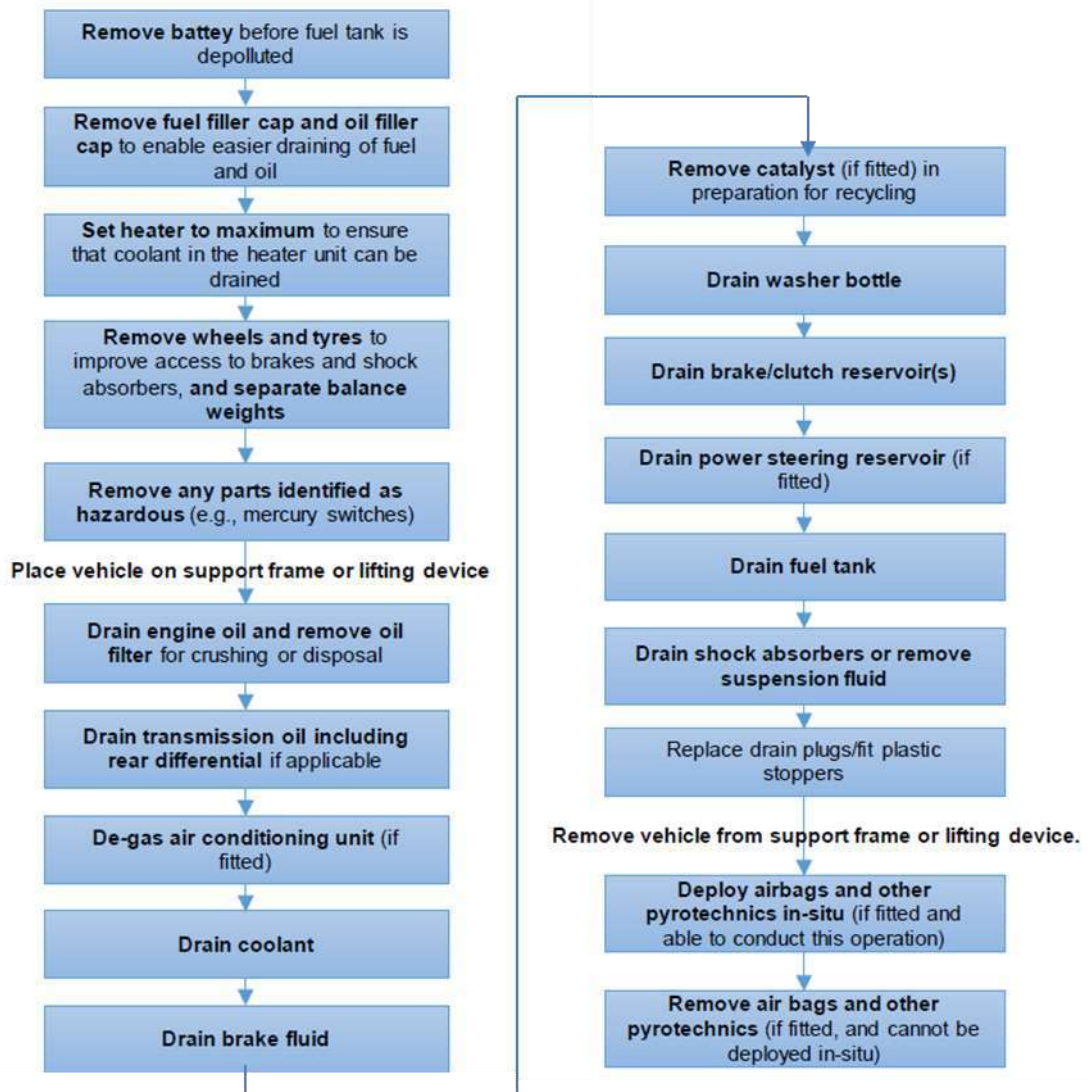 Remove battey before fuel tank is
depolluted
Remove fuel filler cap and oil filler
cap to enable easier draining of fuel
and oil
Set heater to maximum to ensure
that coolant in the heater unit can be
drained
Remove wheels and tyres to
improve access to brakes and shock
absorbers, and separate balance
weights
Remove any parts identified as
hazardous (e.g., mercury switches)
Place vehicle on support frame or lifting device
Drain engine oil and remove oil
filter for crushing or disposal
Drain transmission oil including
rear differential if applicable
De-gas air conditioning unit (if
fitted)
Drain coolant
Drain brake fluid
Remove catalyst (if fitted) in
preparation for recycling
Drain washer bottle
Drain brake/clutch reservoir(s)
Drain power steering reservoir (if
fitted)
Drain fuel tank
Drain shock absorbers or remove
suspension fluid
Replace drain plugs/fit plastic
stoppers
Remove vehicle from support frame or lifting device.
Deploy airbags and other
pyrotechnics in-situ (if fitted and
able to conduct this operation)
Remove air bags and other
pyrotechnics (if fitted, and cannot be
deployed in-situ)